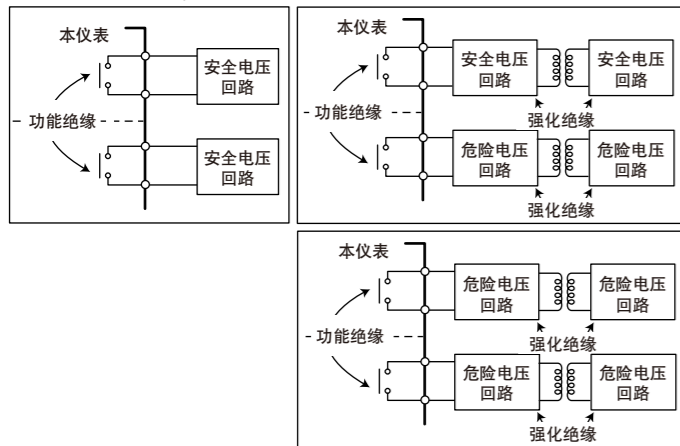 本仪表
安全电压
回路
功能绝缘
安全电压
回路
本仪表
安全电压
回路
安全电压
回路
功能绝缘
强化绝缘
危险电压
回路
危险电压
回路
强化绝缘
本仪表
危险电压
回路
危险电压
回路
功能绝缘
强化绝缘
危险电压
回路
危险电压
回路
强化绝缘